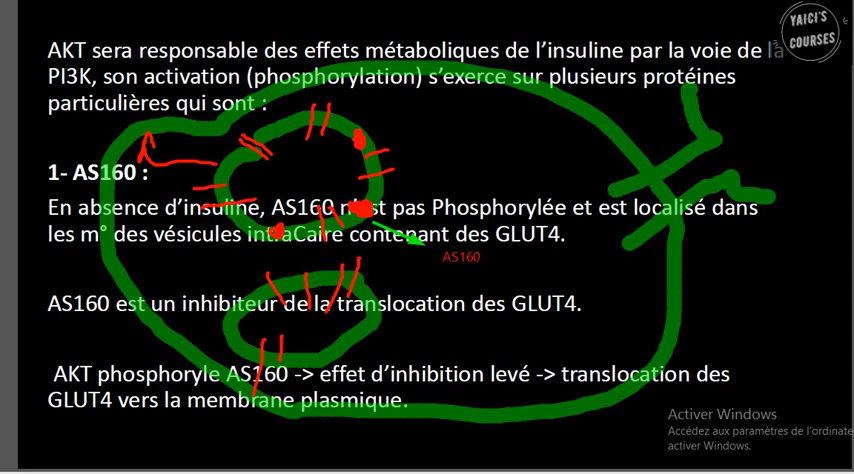 YAICI'S
COURSES
AKT sera responsable des effets métaboliques de l'insuline par la voie de la
PI3K, son activation (phosphorylation) s'exerce sur plusieurs protéines
particulières qui sont :
1- AS160 :
En absence d'insuline, AS160 n'est pas Phosphorylée et est localisé dans
les m° des vésicules intraCaire contenant des GLUT4.
AS160
AS160 est un inhibiteur de la translocation des GLUT4.
AKT phosphoryle AS160 -> effet d'inhibition levé -> translocation des
GLUT4 vers la membrane plasmique.
Activer Windows
Accédez aux paramètres de l'ordinate
activer Windows.